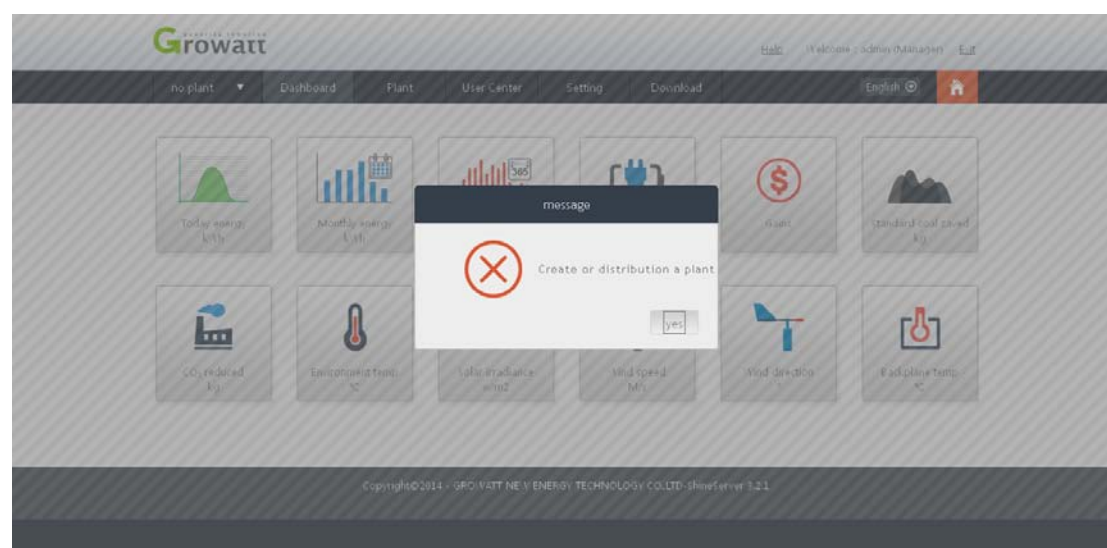 Growatt
Help Welcome : admin (Manager) Exit
no plant ▼ Dashboard Plant User Center Setting Download English
365
$
Today energy
kWh
Monthly energy
kWh
Gains
Standard coal saved
kg
message
Create or distribution a plant
yes
CO₂ reduced
kg
Environment temp.
℃
Solar irradiance
w/m2
Wind speed
M/s
Wind direction
Backplane temp.
℃
Copyright©2014 - GROWATT NEW ENERGY TECHNOLOGY CO.,LTD-ShineServer 3.2.1